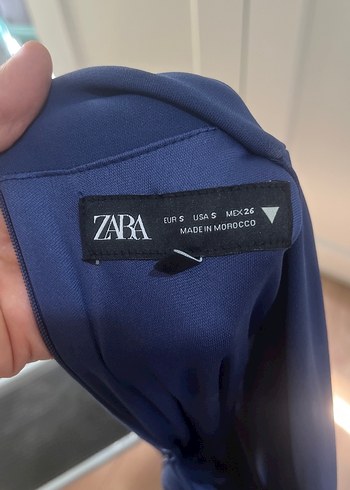 ZARA
EUR S USA S MEX 26
MADE IN MOROCCO